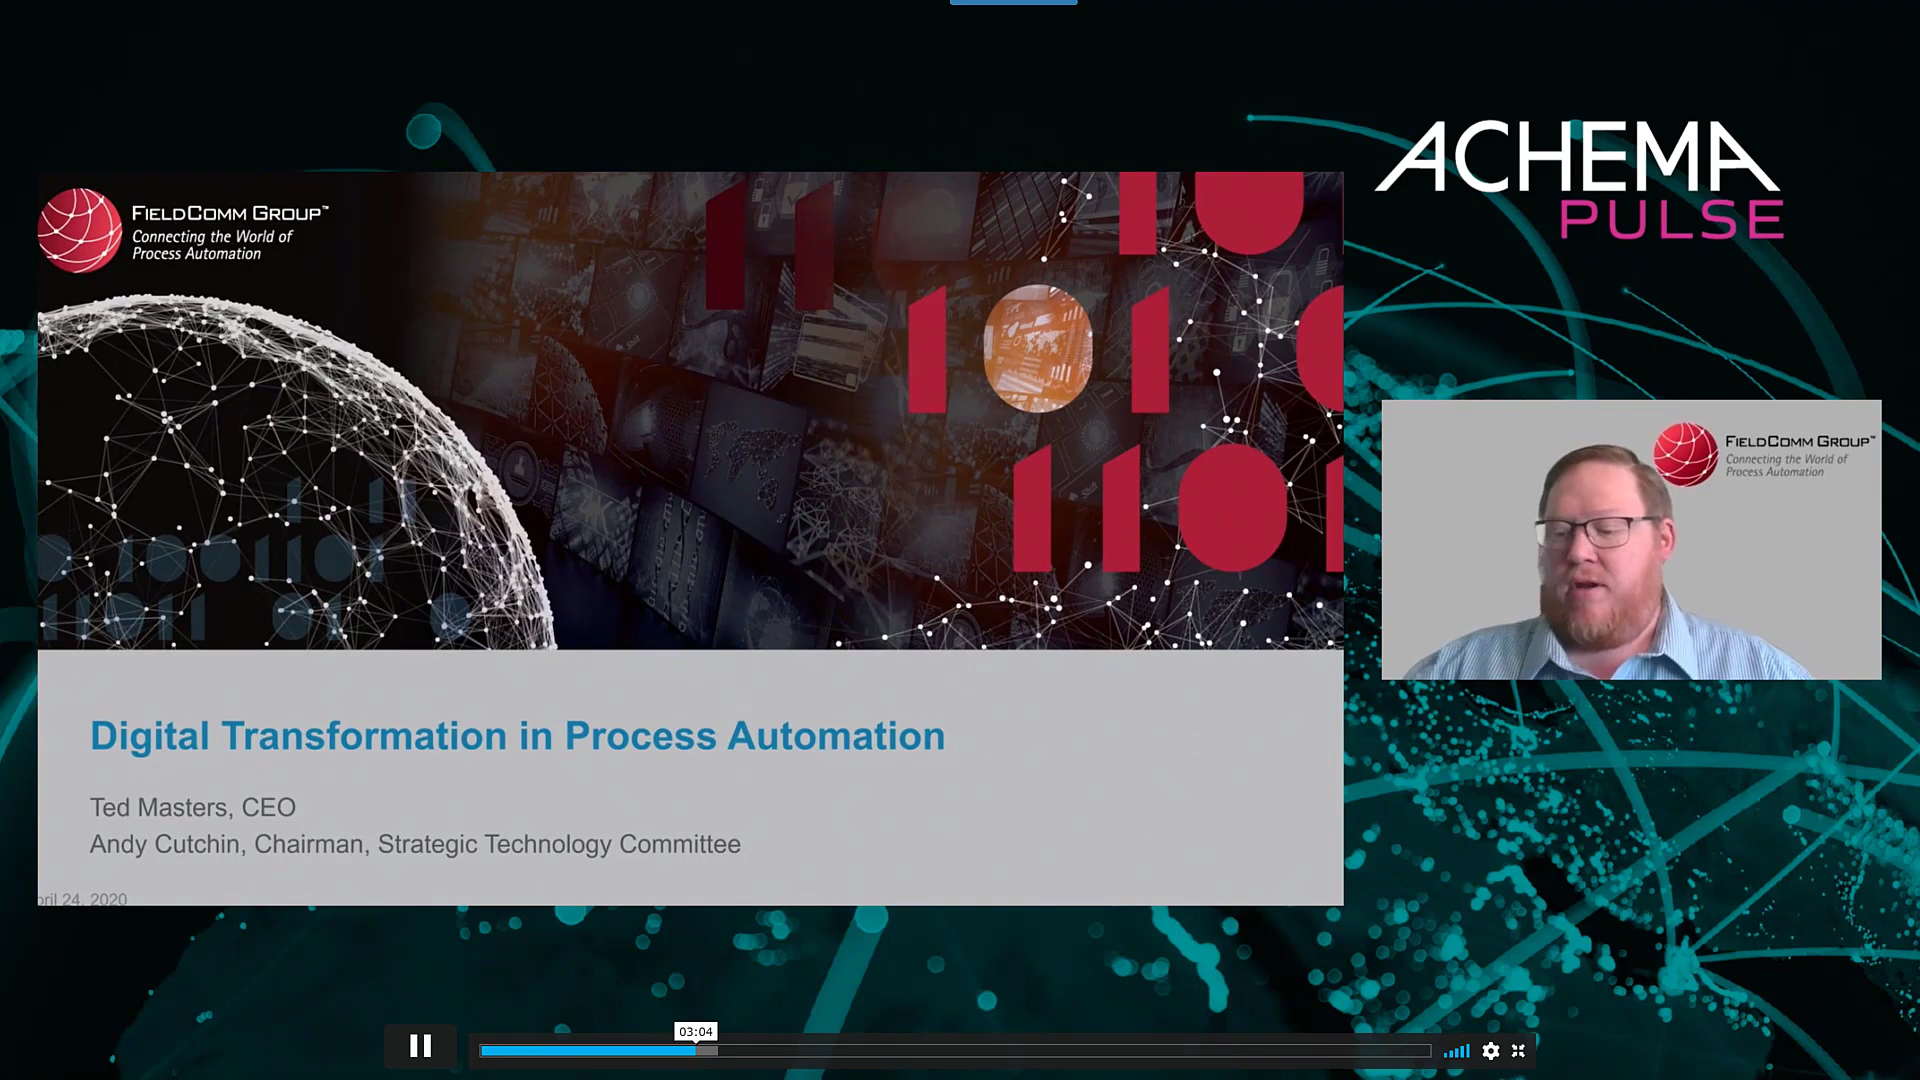 ACHEMA
PULSE
FIELDCOMM GROUP™
Connecting the World of
Process Automation
FIELDCOMM GROUP™
Connecting the World of
Process Automation
Digital Transformation in Process Automation
Ted Masters, CEO
Andy Cutchin, Chairman, Strategic Technology Committee
pril 24, 2020
03:04